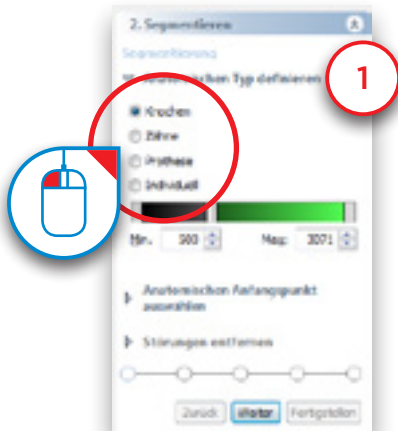 2. Segmentieren
Segmentierung
Anatomischen Typ definieren
1
Knochen
Zähne
Prothese
Individuell
Min. 500 Max: 3071
Anatomischen Anfangspunkt
auswählen
Störungen entfernen
Zurück Weiter Fertigstellen